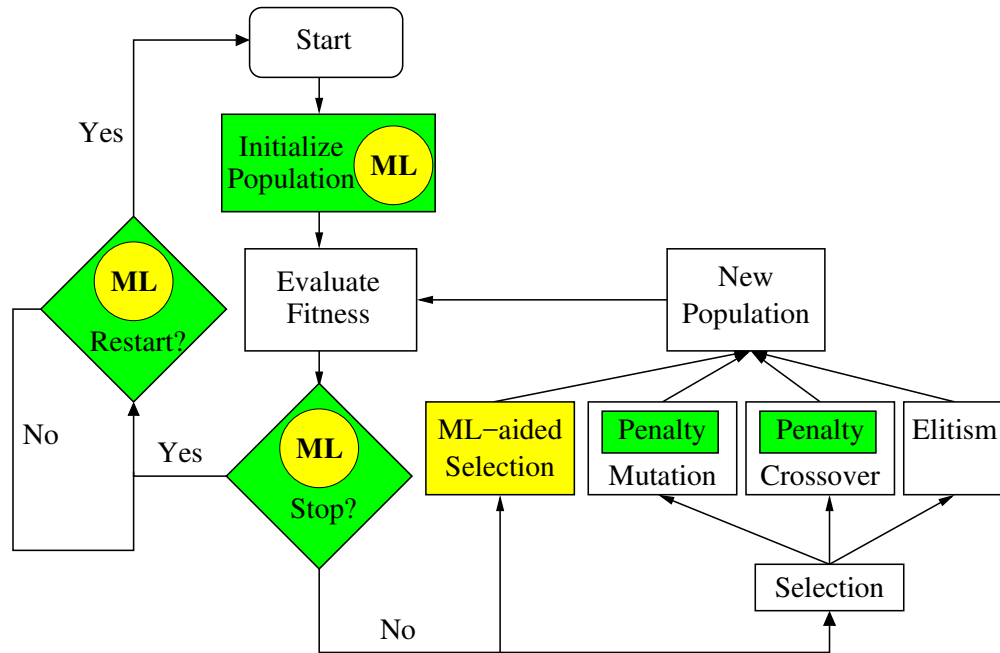 Start
Yes
Initialize
Population
ML
Evaluate
Fitness
New
Population
ML
Restart?
No
Yes
ML
Stop?
ML−aided
Selection
Penalty
Mutation
Penalty
Crossover
Elitism
Selection
No